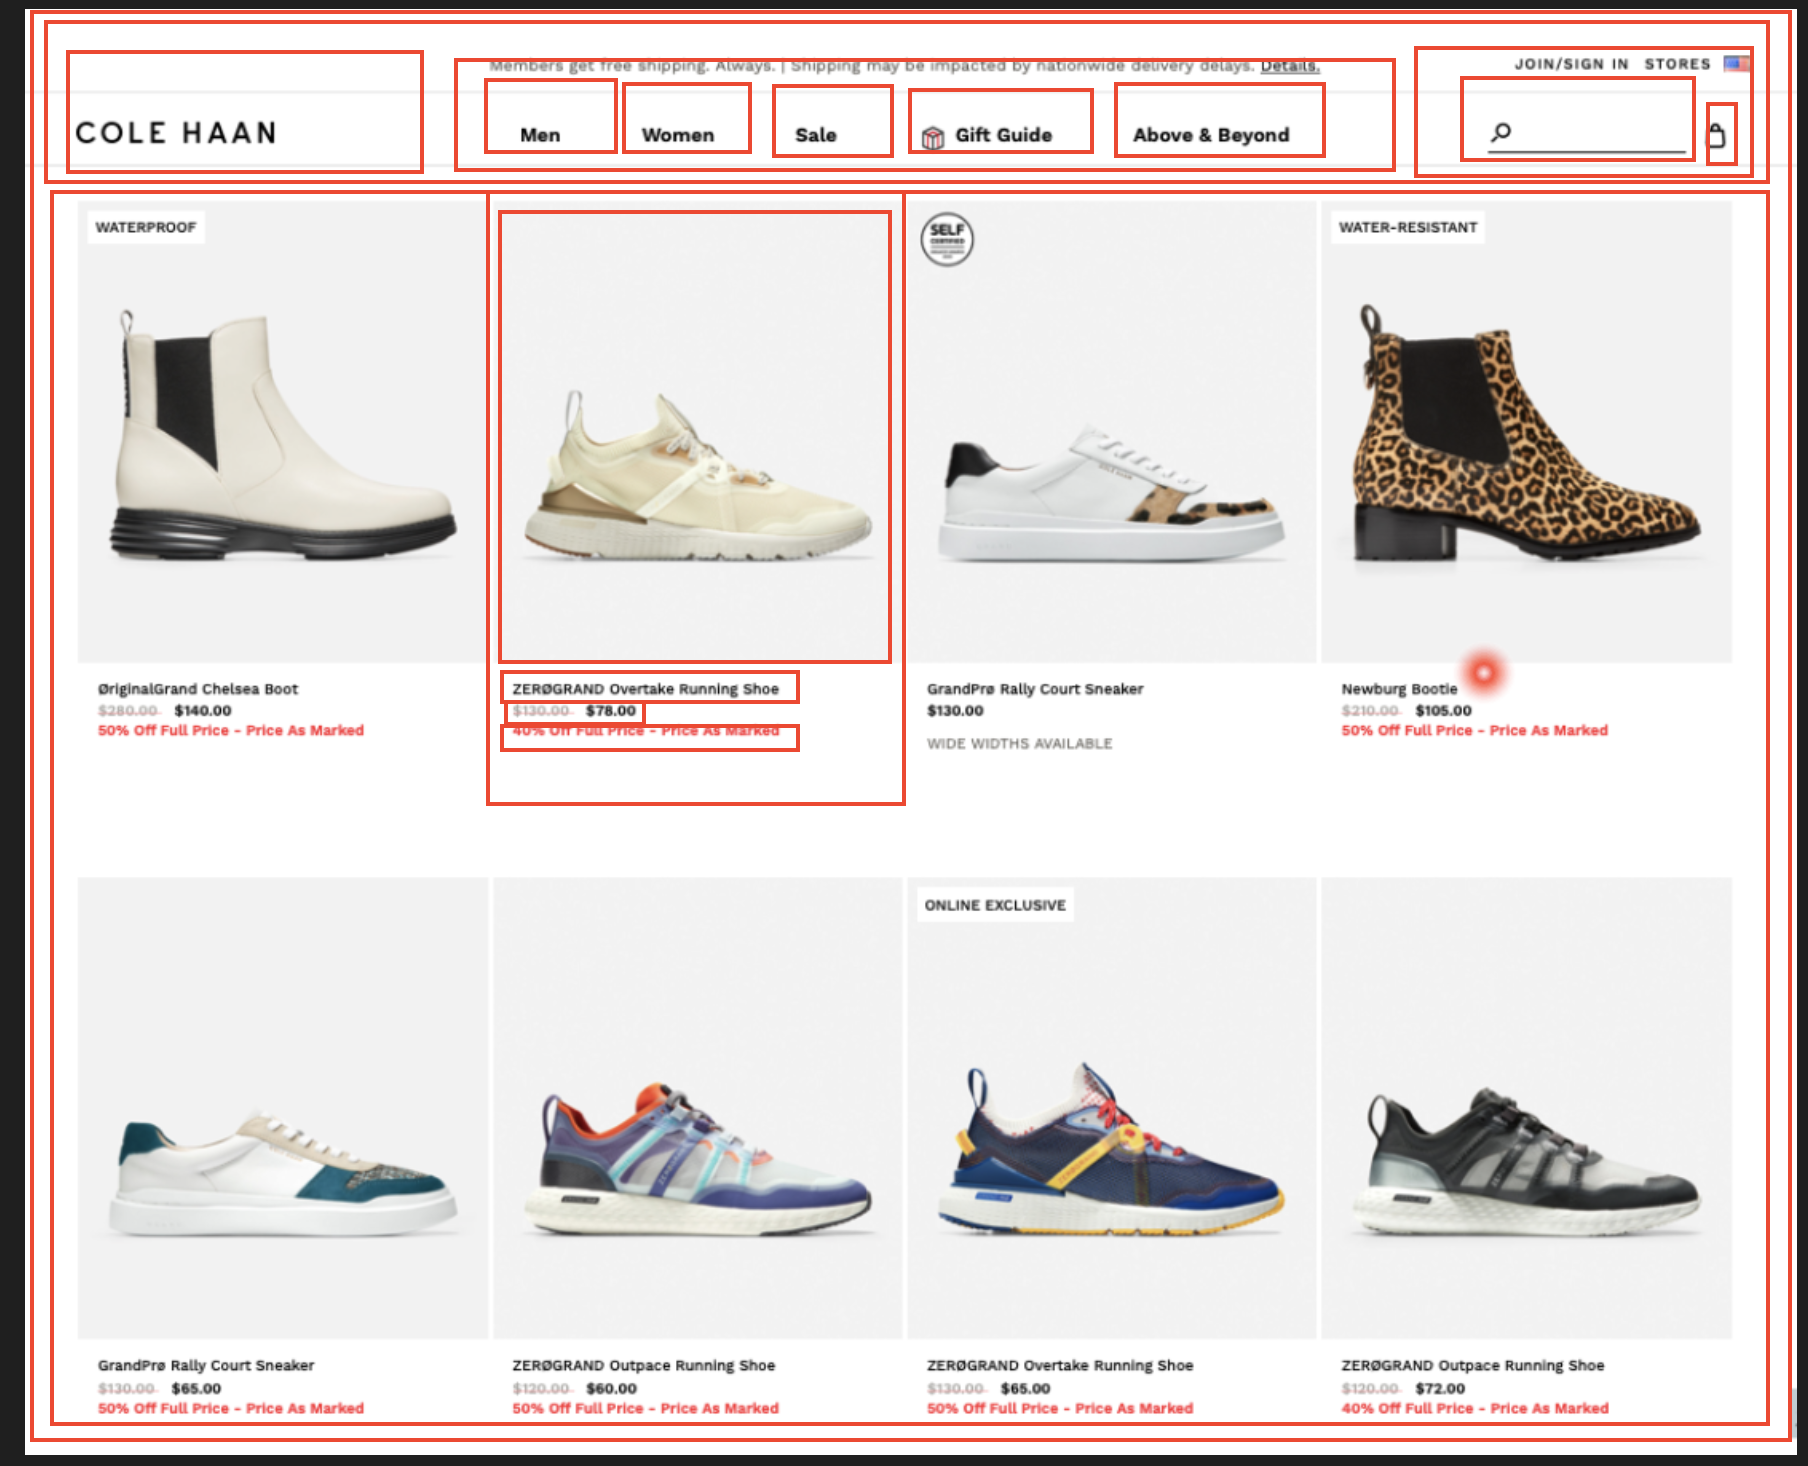 Members get free shipping. Always. | Shipping may be impacted by nationwide delivery delays. Details.
JOIN/SIGN IN STORES
COLE HAAN
Men Women Sale Gift Guide Above & Beyond
WATERPROOF
SELF
CERTIFIED
WATER-RESISTANT
ØriginalGrand Chelsea Boot
$280.00 $140.00
50% Off Full Price - Price As Marked
ZERØGRAND Overtake Running Shoe
$130.00 $78.00
40% Off Full Price - Price As Marked
GrandPrø Rally Court Sneaker
$130.00
WIDE WIDTHS AVAILABLE
Newburg Bootie
$210.00 $105.00
50% Off Full Price - Price As Marked
ONLINE EXCLUSIVE
GrandPrø Rally Court Sneaker
$130.00 $65.00
50% Off Full Price - Price As Marked
ZERØGRAND Outpace Running Shoe
$120.00 $60.00
50% Off Full Price - Price As Marked
ZERØGRAND Overtake Running Shoe
$130.00 $65.00
50% Off Full Price - Price As Marked
ZERØGRAND Outpace Running Shoe
$120.00 $72.00
40% Off Full Price - Price As Marked